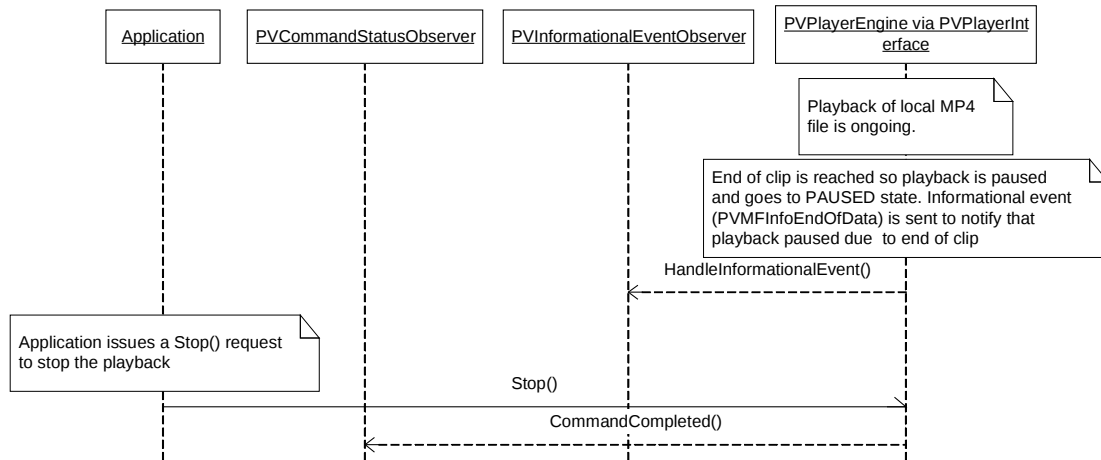 Application
PVCommandStatusObserver
PVInformationalEventObserver
PVPlayerEngine via PVPlayerInt
erface
Playback of local MP4
file is ongoing.
End of clip is reached so playback is paused
and goes to PAUSED state. Informational event
(PVMFInfoEndOfData) is sent to notify that
playback paused due  to end of clip
HandleInformationalEvent()
Application issues a Stop() request
to stop the playback
Stop()
CommandCompleted()